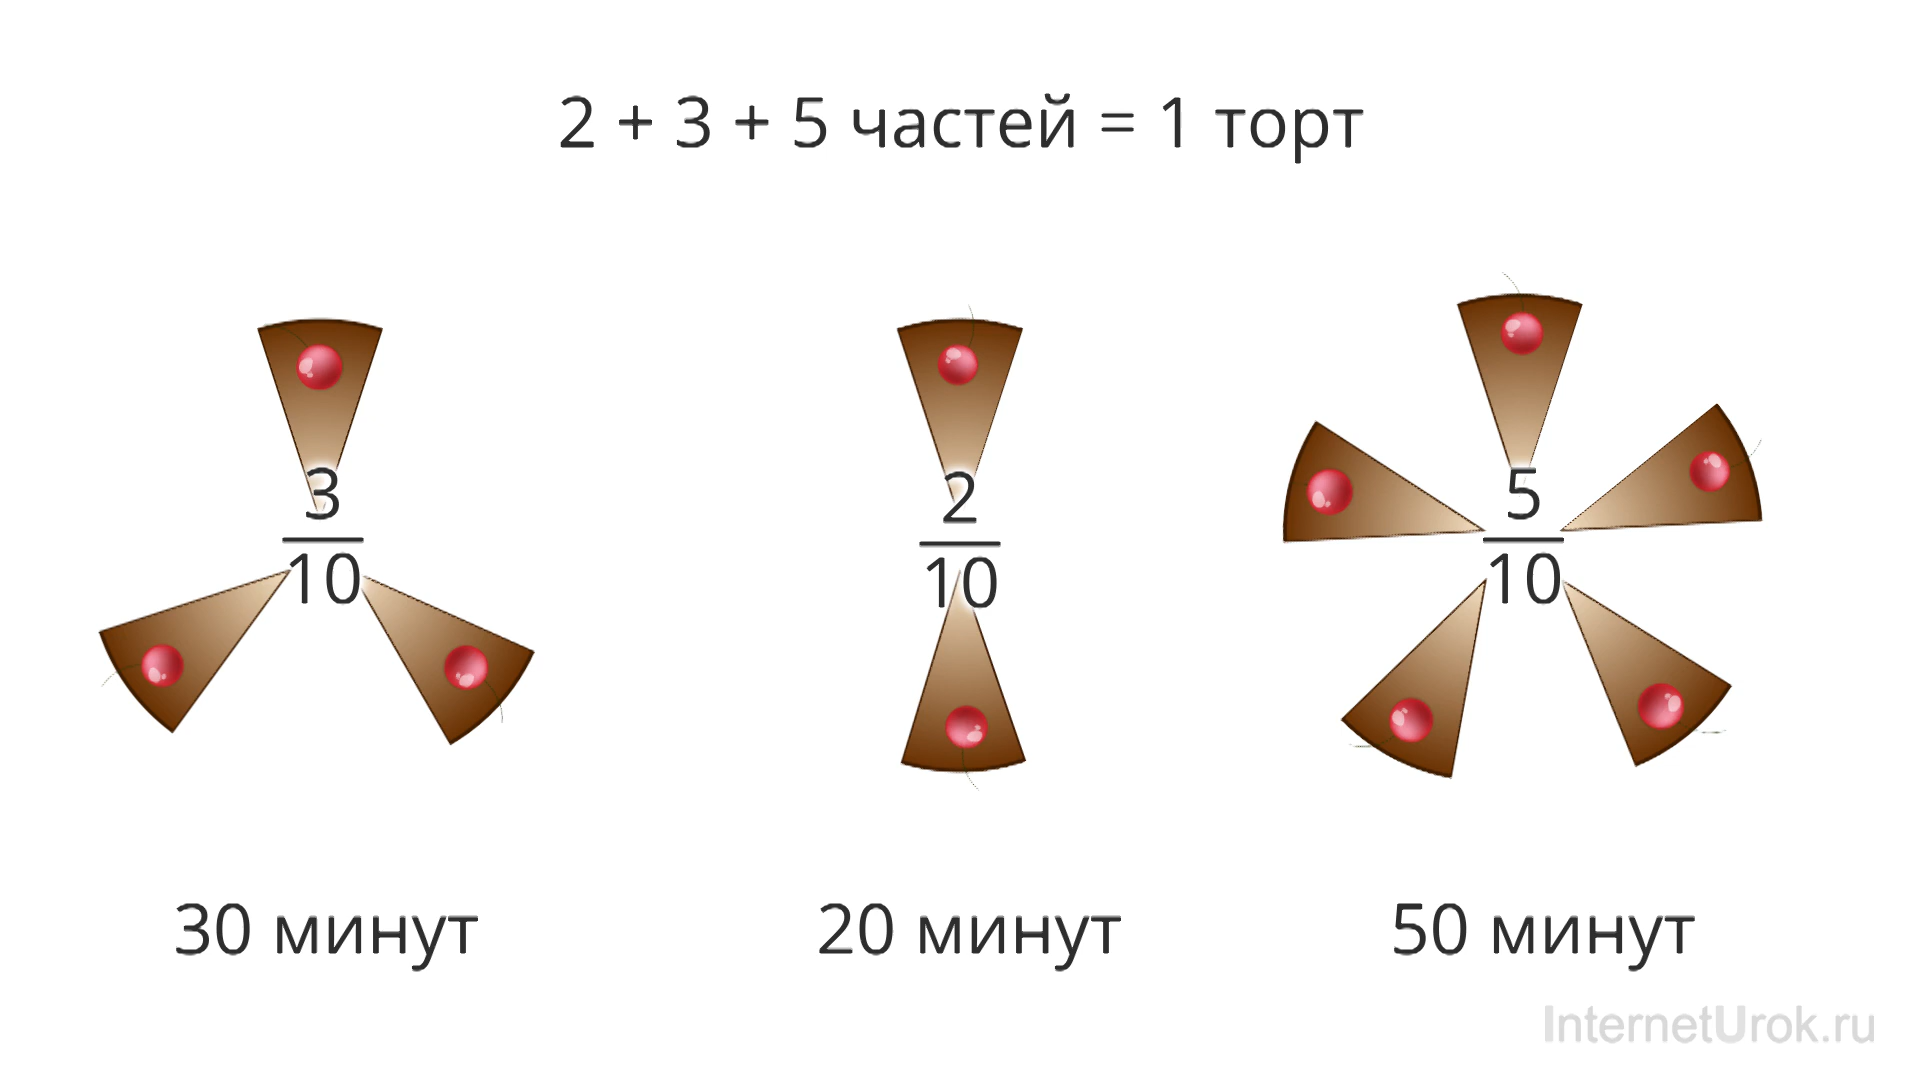 2 + 3 + 5 частей = 1 торт
3
10
2
10
5
10
30 минут
20 минут
50 минут
InternetUrok.ru